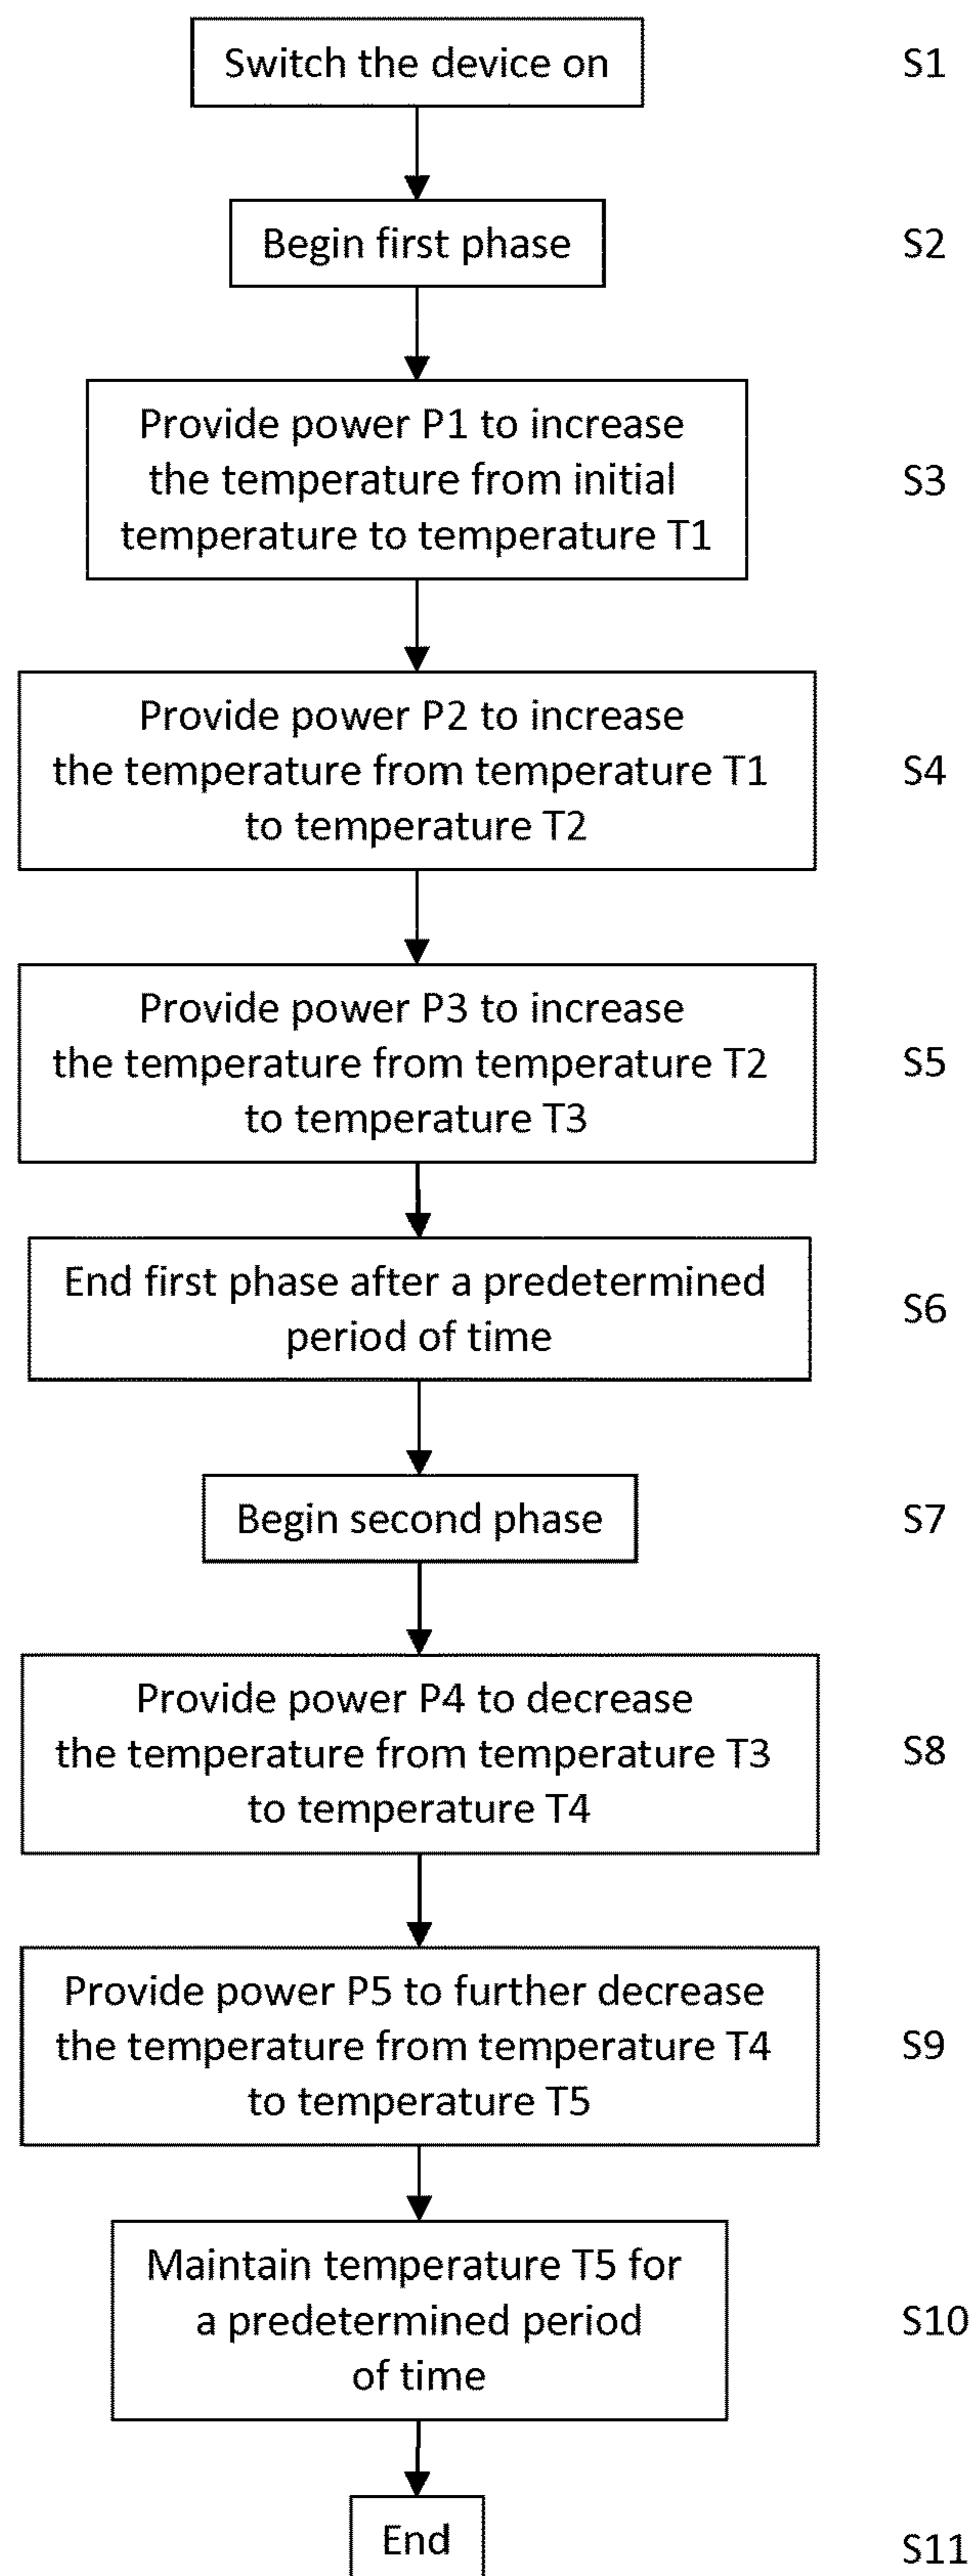 Switch the device on
S1
Begin first phase
S2
Provide power P1 to increase
the temperature from initial
temperature to temperature T1
S3
Provide power P2 to increase
the temperature from temperature T1
to temperature T2
S4
Provide power P3 to increase
the temperature from temperature T2
to temperature T3
S5
End first phase after a predetermined
period of time
S6
Begin second phase
S7
Provide power P4 to decrease
the temperature from temperature T3
to temperature T4
S8
Provide power P5 to further decrease
the temperature from temperature T4
to temperature T5
S9
Maintain temperature T5 for
a predetermined period
of time
S10
End
S11